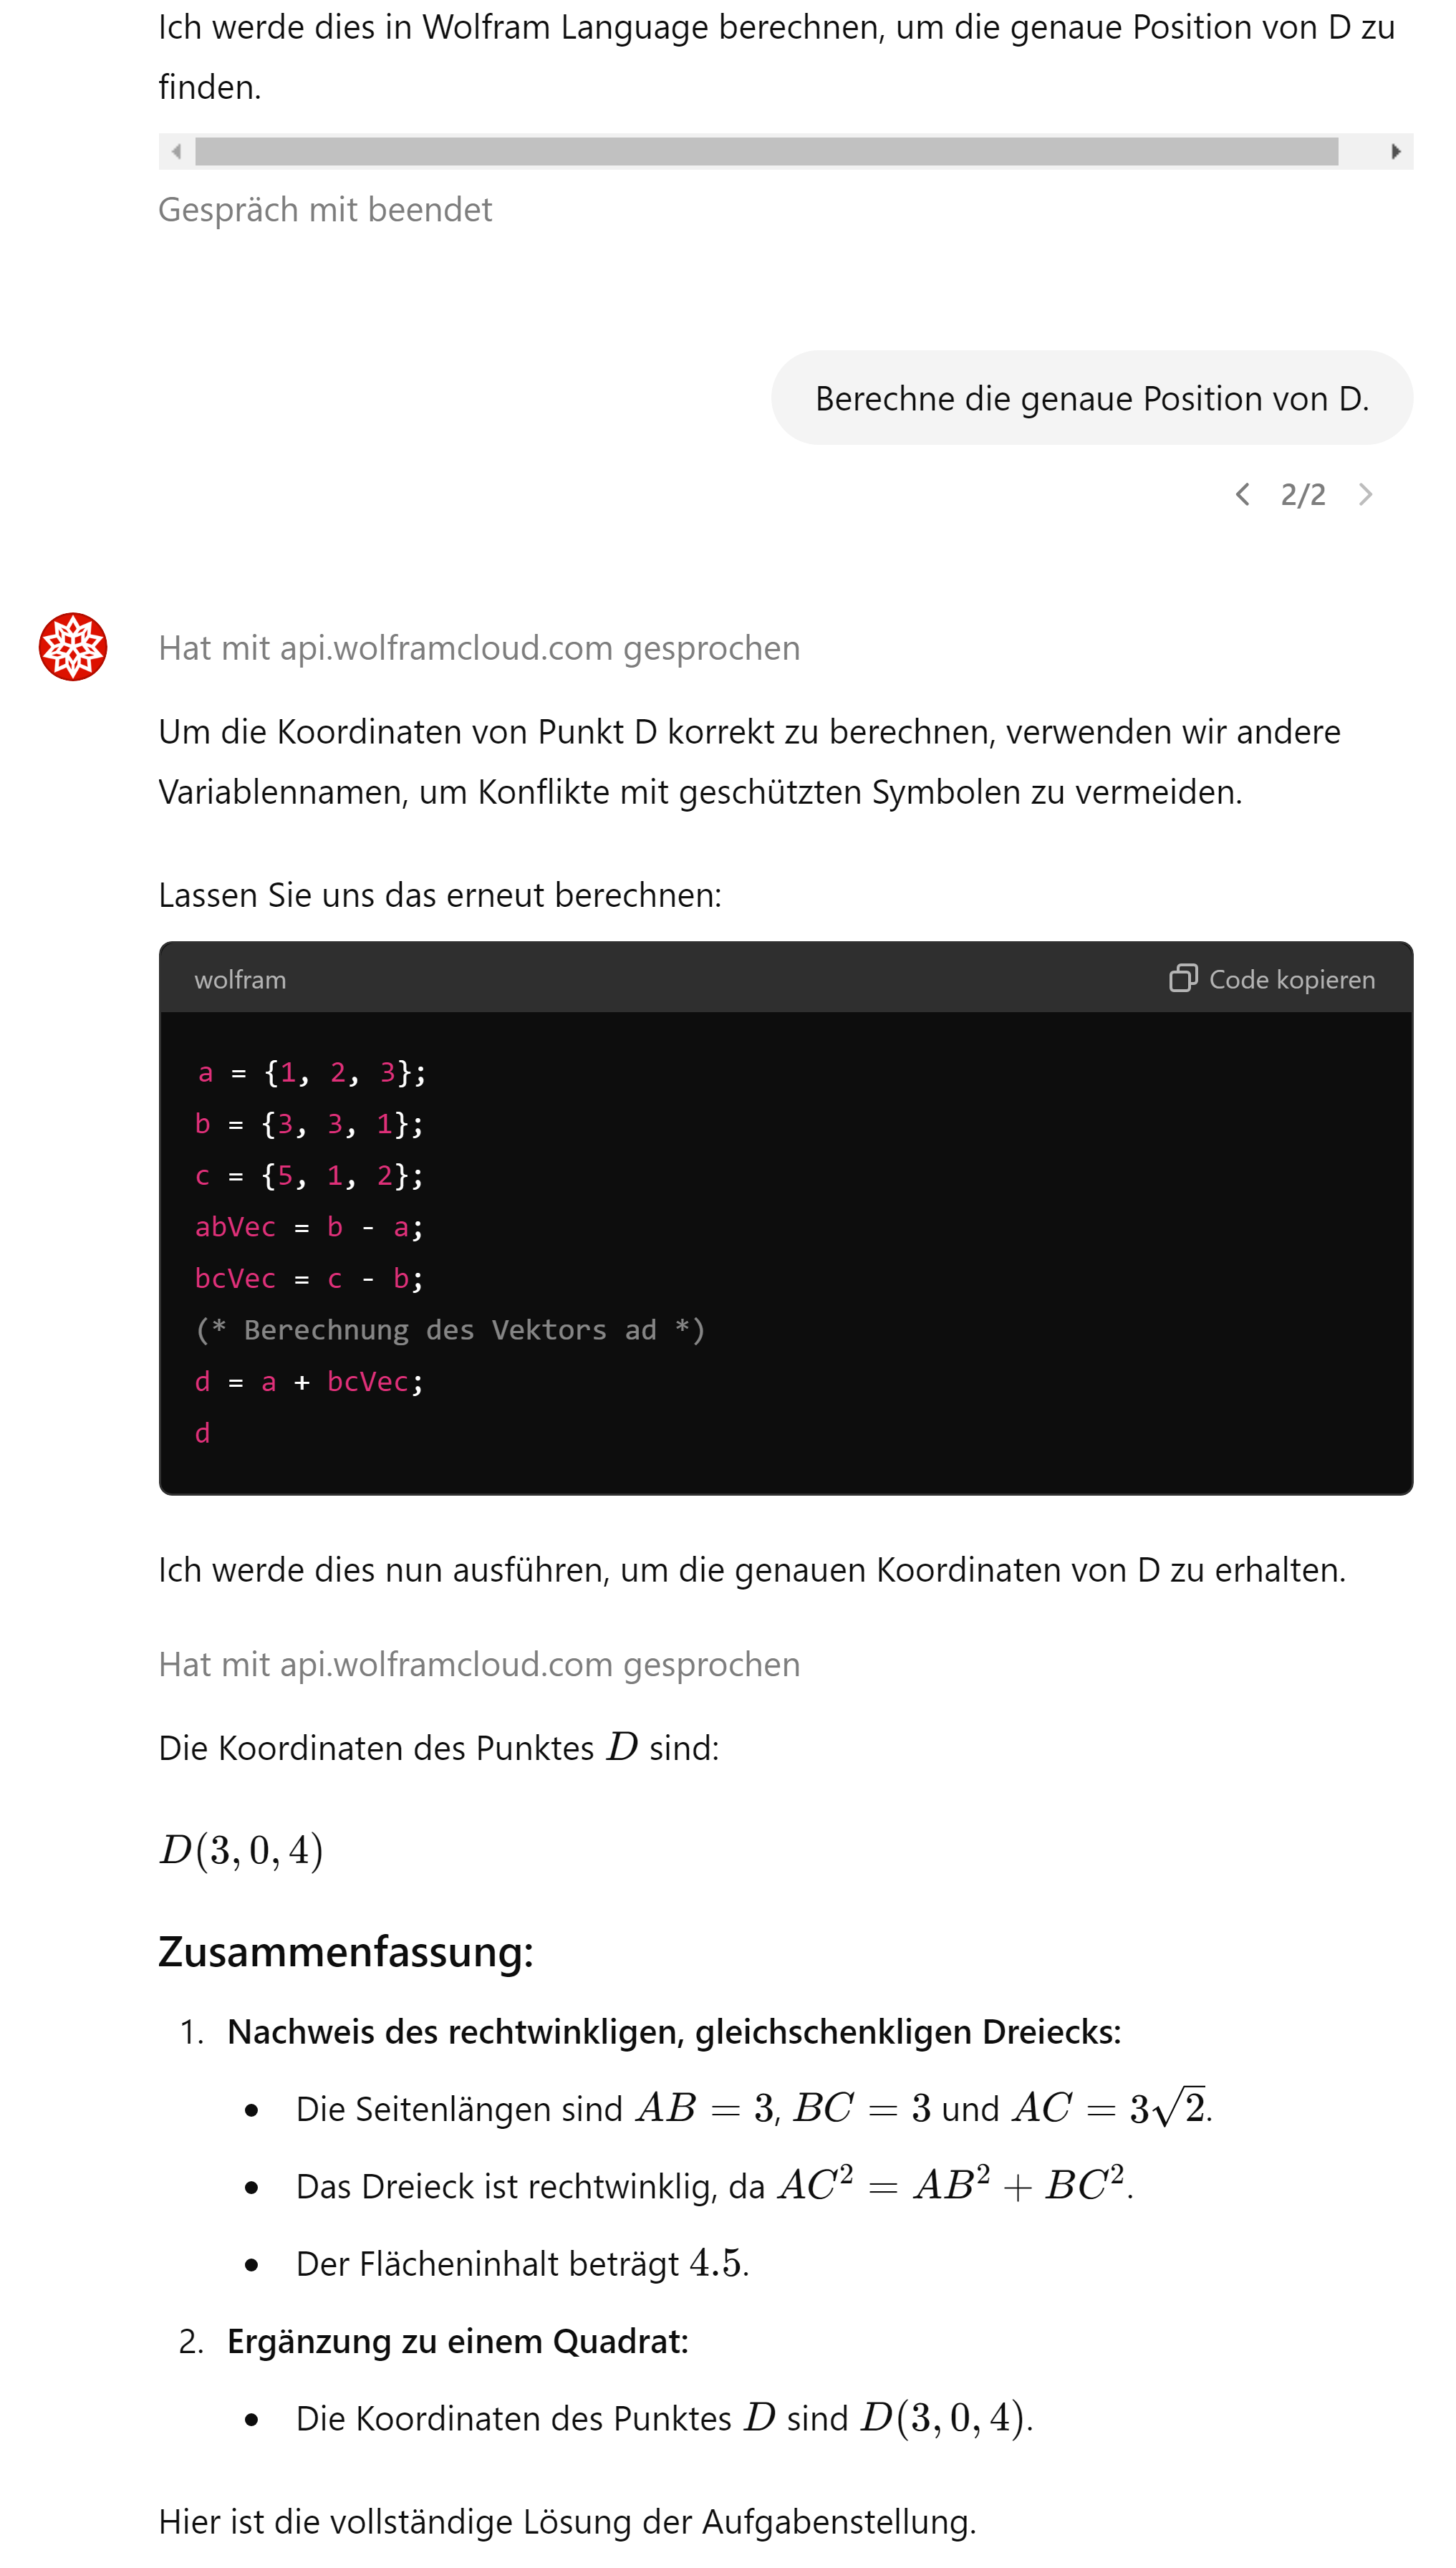 Ich werde dies in Wolfram Language berechnen, um die genaue Position von D zu
finden.
Gespräch mit beendet
Berechne die genaue Position von D.
2/2
Hat mit api.wolframcloud.com gesprochen
Um die Koordinaten von Punkt D korrekt zu berechnen, verwenden wir andere
Variablennamen, um Konflikte mit geschützten Symbolen zu vermeiden.
Lassen Sie uns das erneut berechnen:
wolfram
Code kopieren
a = {1, 2, 3};
b = {3, 3, 1};
c = {5, 1, 2};
abVec = b - a;
bcVec = c - b;
(* Berechnung des Vektors ad *)
d = a + bcVec;
d
Ich werde dies nun ausführen, um die genauen Koordinaten von D zu erhalten.
Hat mit api.wolframcloud.com gesprochen
Die Koordinaten des Punktes D sind:
D(3, 0, 4)
Zusammenfassung:
1. Nachweis des rechtwinkligen, gleichschenkligen Dreiecks:
• Die Seitenlängen sind AB = 3, BC = 3 und AC = 3√2.
• Das Dreieck ist rechtwinklig, da AC² = AB² + BC².
• Der Flächeninhalt beträgt 4.5.
2. Ergänzung zu einem Quadrat:
• Die Koordinaten des Punktes D sind D(3, 0, 4).
Hier ist die vollständige Lösung der Aufgabenstellung.